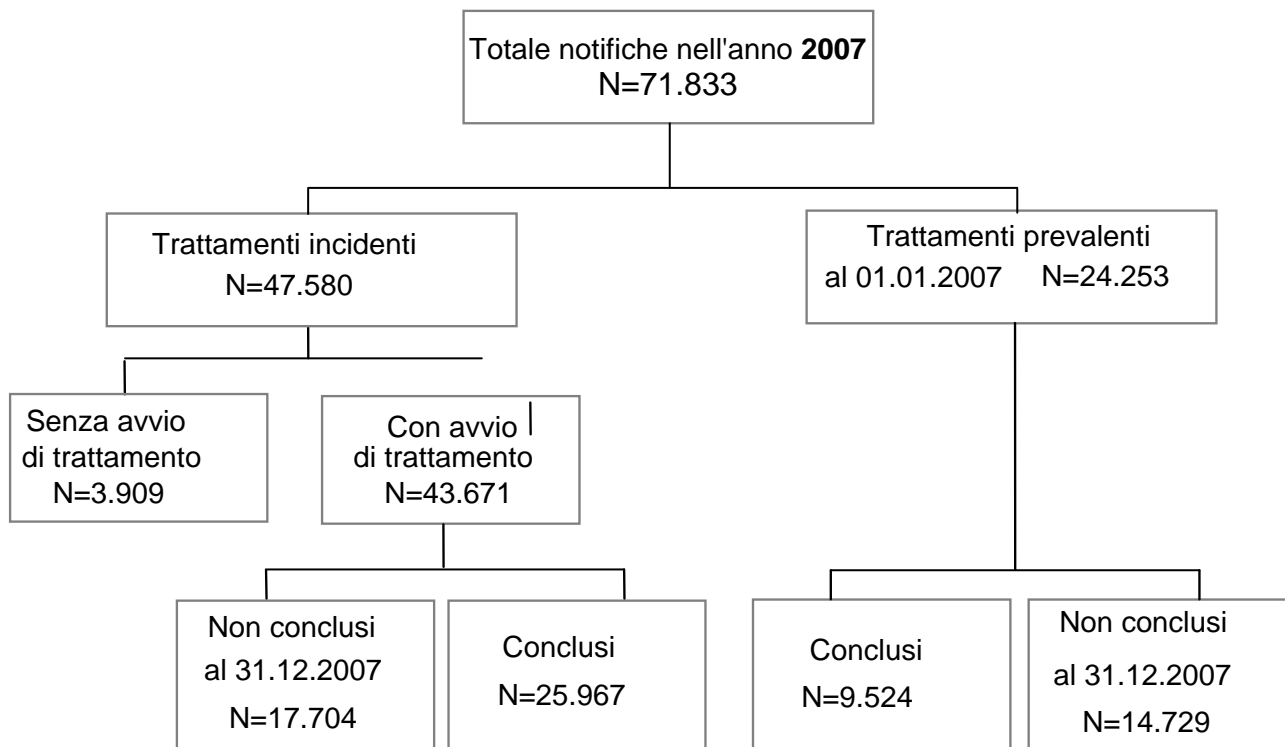 Totale notifiche nell'anno 2007
N=71.833
Trattamenti incidenti
N=47.580
Trattamenti prevalenti
al 01.01.2007 N=24.253
Senza avvio
di trattamento
N=3.909
Con avvio
di trattamento
N=43.671
Non conclusi
al 31.12.2007
N=17.704
Conclusi
N=25.967
Conclusi
N=9.524
Non conclusi
al 31.12.2007
N=14.729